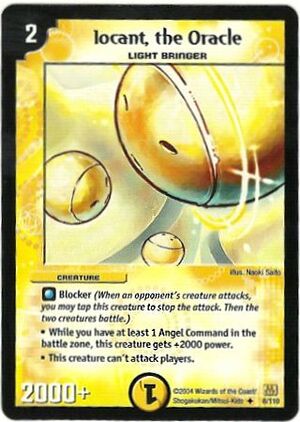 2
Iocant, the Oracle
LIGHT BRINGER
illus. Naoki Saito
CREATURE
Blocker (When an opponent's creature attacks,
you may tap this creature to stop the attack. Then the
two creatures battle.)
• While you have at least 1 Angel Command in the
battle zone, this creature gets +2000 power.
• This creature can't attack players.
2000+
1
©2004 Wizards of the Coast/
Shogakukan/Mitsui-Kids
6/110